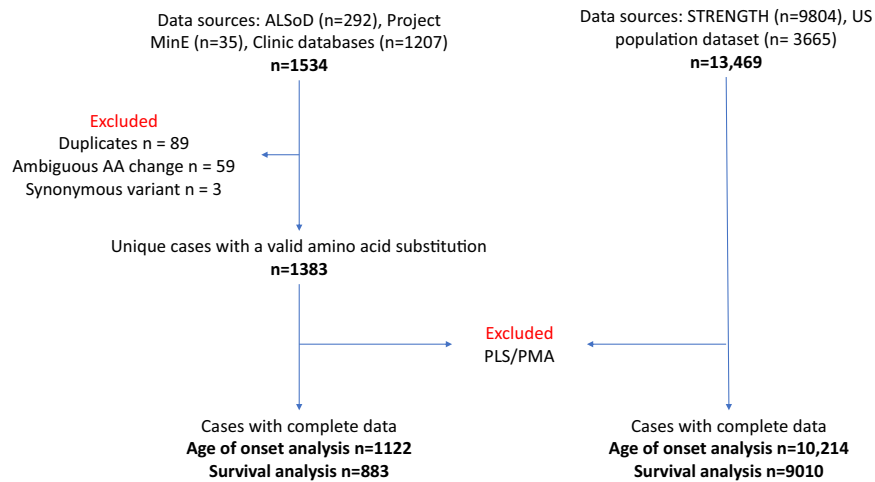 Data sources: ALSoD (n=292), Project
MinE (n=35), Clinic databases (n=1207)
n=1534
Data sources: STRENGTH (n=9804), US
population dataset (n= 3665)
n=13,469
Excluded
Duplicates n = 89
Ambiguous AA change n = 59
Synonymous variant n = 3
Unique cases with a valid amino acid substitution
n=1383
Excluded
PLS/PMA
Cases with complete data
Age of onset analysis n=1122
Survival analysis n=883
Cases with complete data
Age of onset analysis n=10,214
Survival analysis n=9010